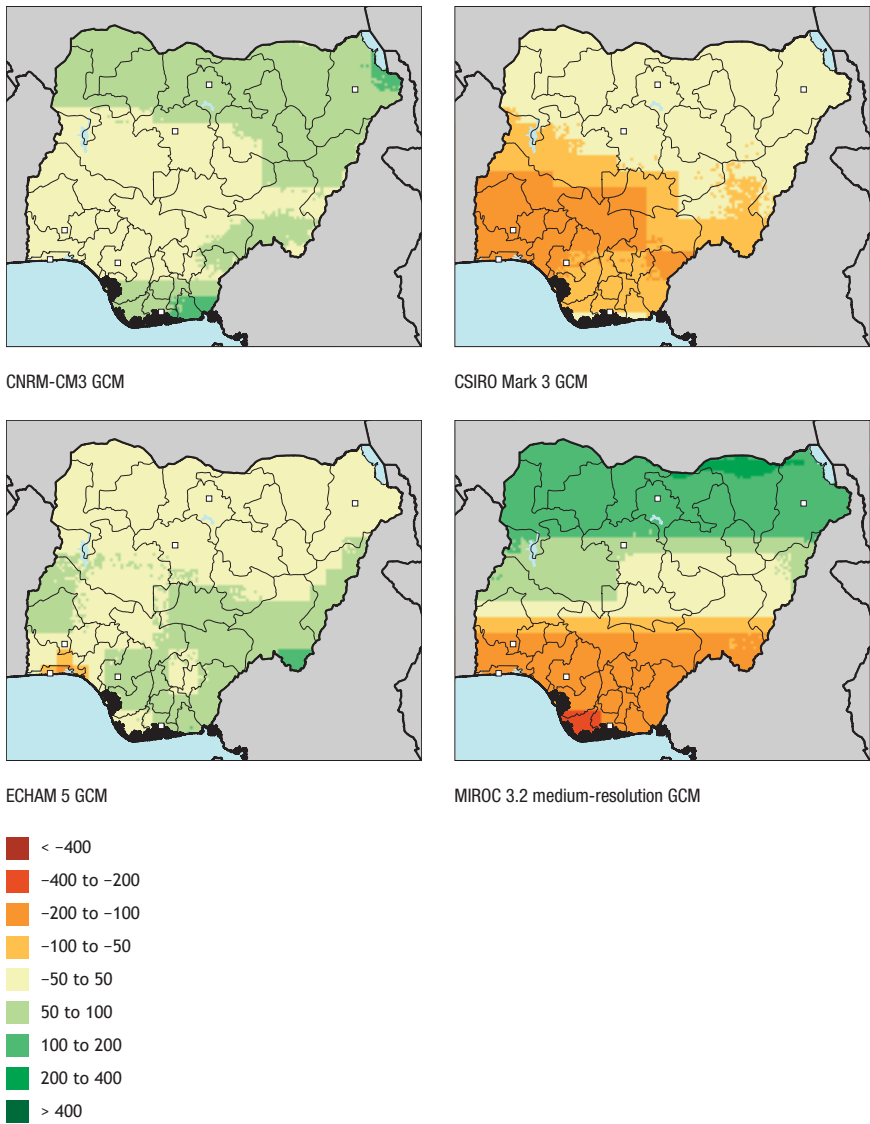 CNRM-CM3 GCM
CSIRO Mark 3 GCM
ECHAM 5 GCM
MIROC 3.2 medium-resolution GCM
< −400
−400 to −200
−200 to −100
−100 to −50
−50 to 50
50 to 100
100 to 200
200 to 400
> 400